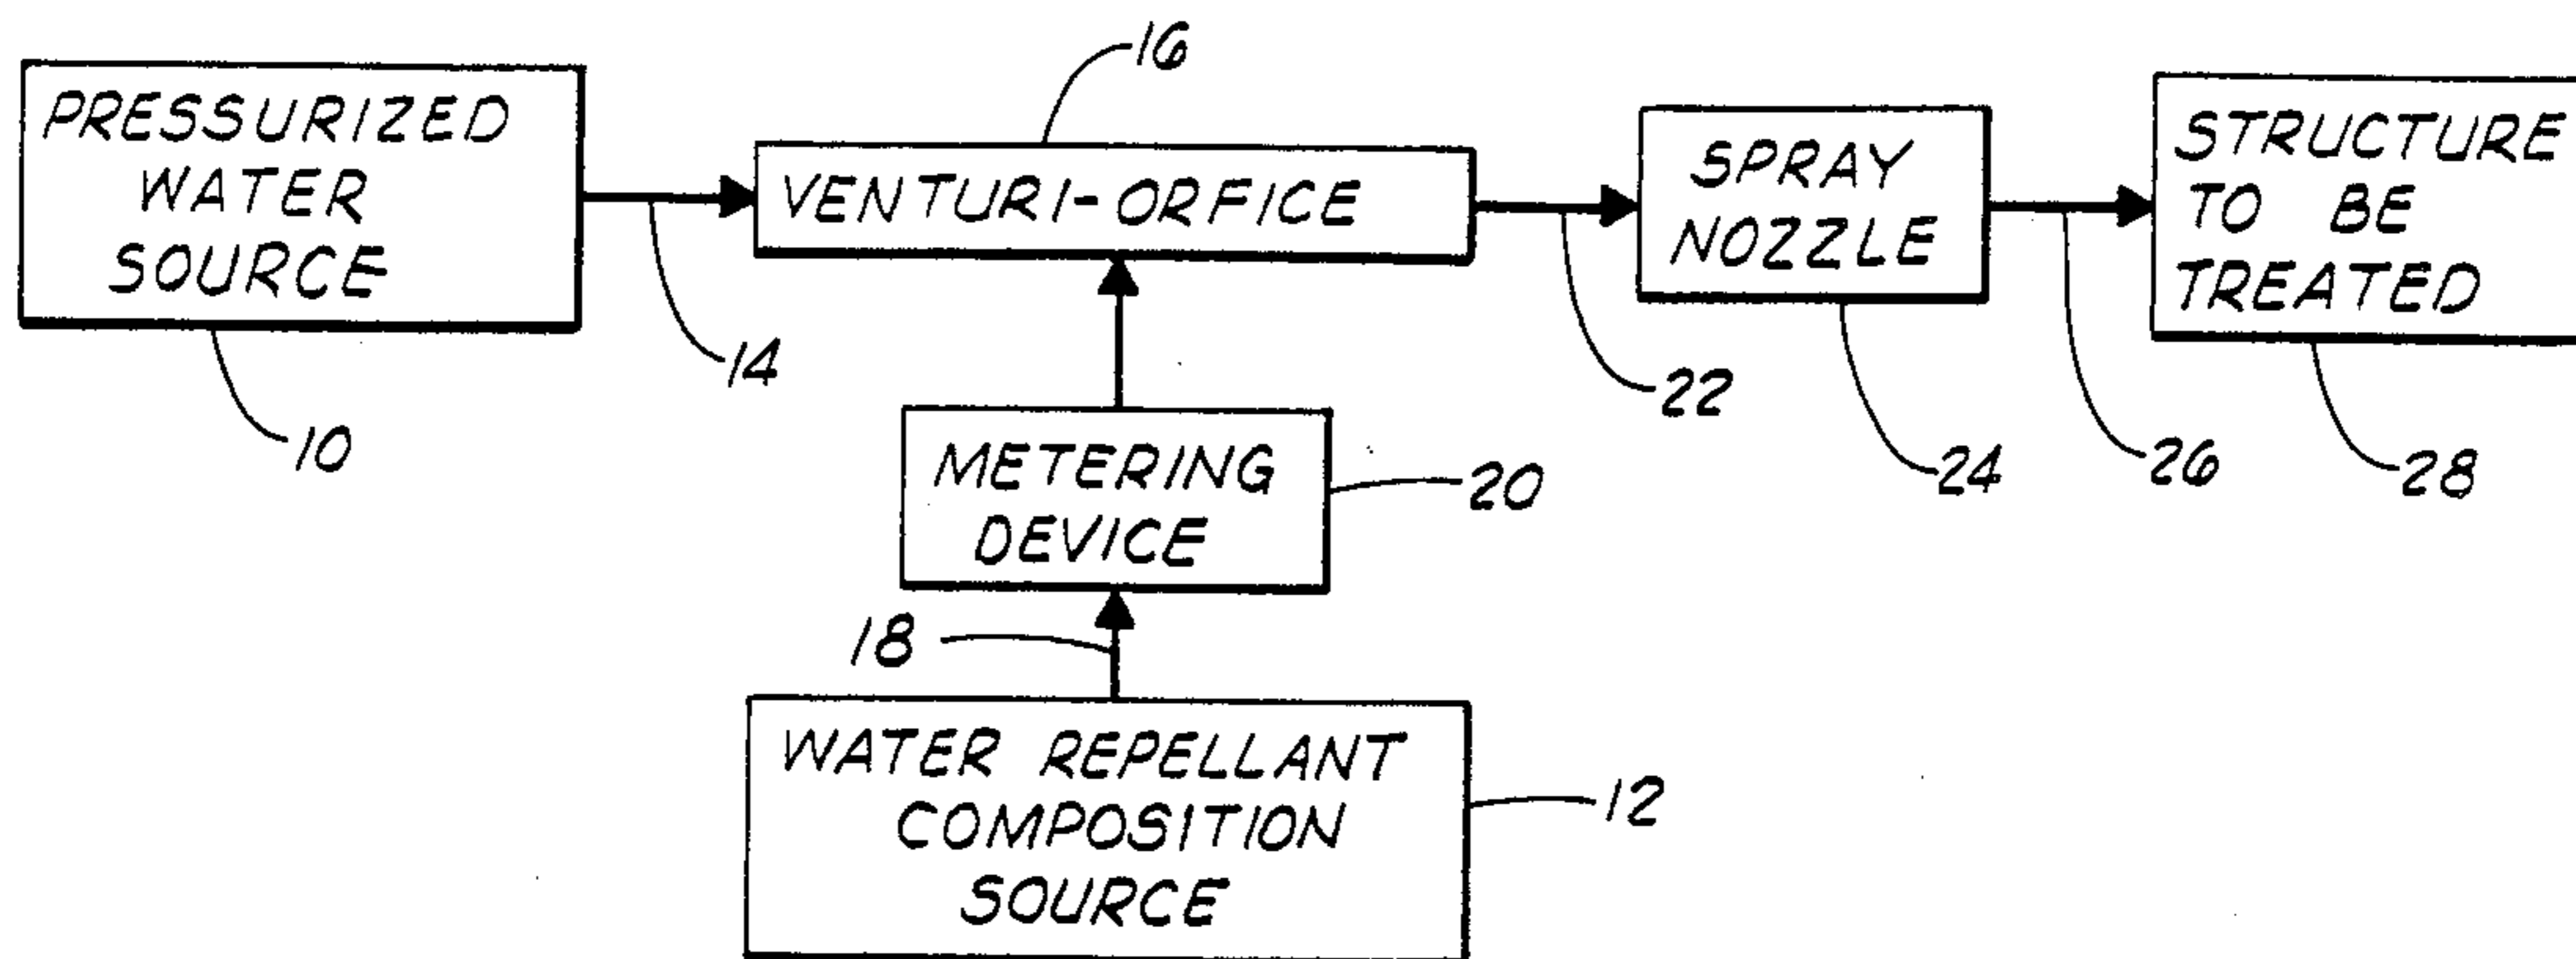 PRESSURIZED
WATER
SOURCE
10
14
16
VENTURI-ORFICE
22
SPRAY
NOZZLE
24
26
STRUCTURE
TO BE
TREATED
28
METERING
DEVICE
20
18
WATER REPELLANT
COMPOSITION
SOURCE
12